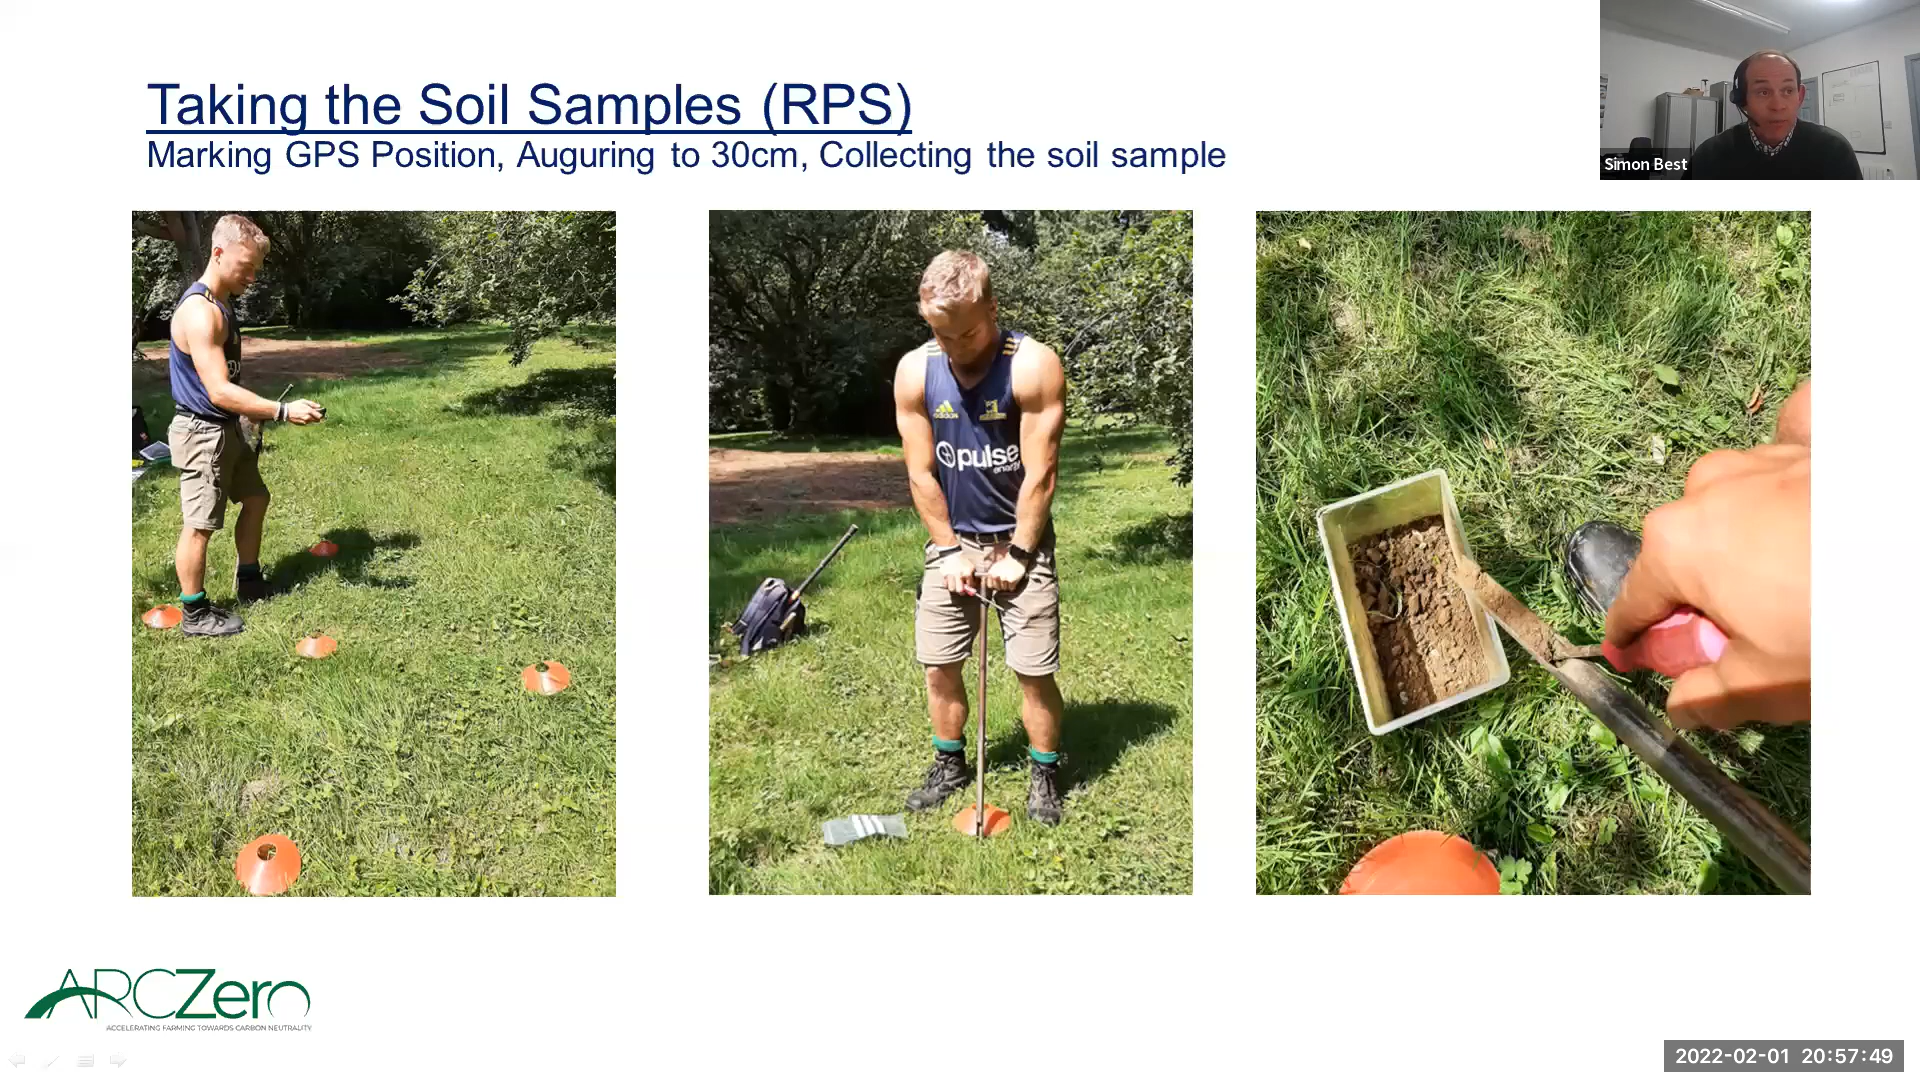 Taking the Soil Samples (RPS)
Marking GPS Position, Auguring to 30cm, Collecting the soil sample
Simon Best
adidas
pulse
energy
ARCZero
ACCELERATING FARMING TOWARDS CARBON NEUTRALITY
2022-02-01 20:57:49